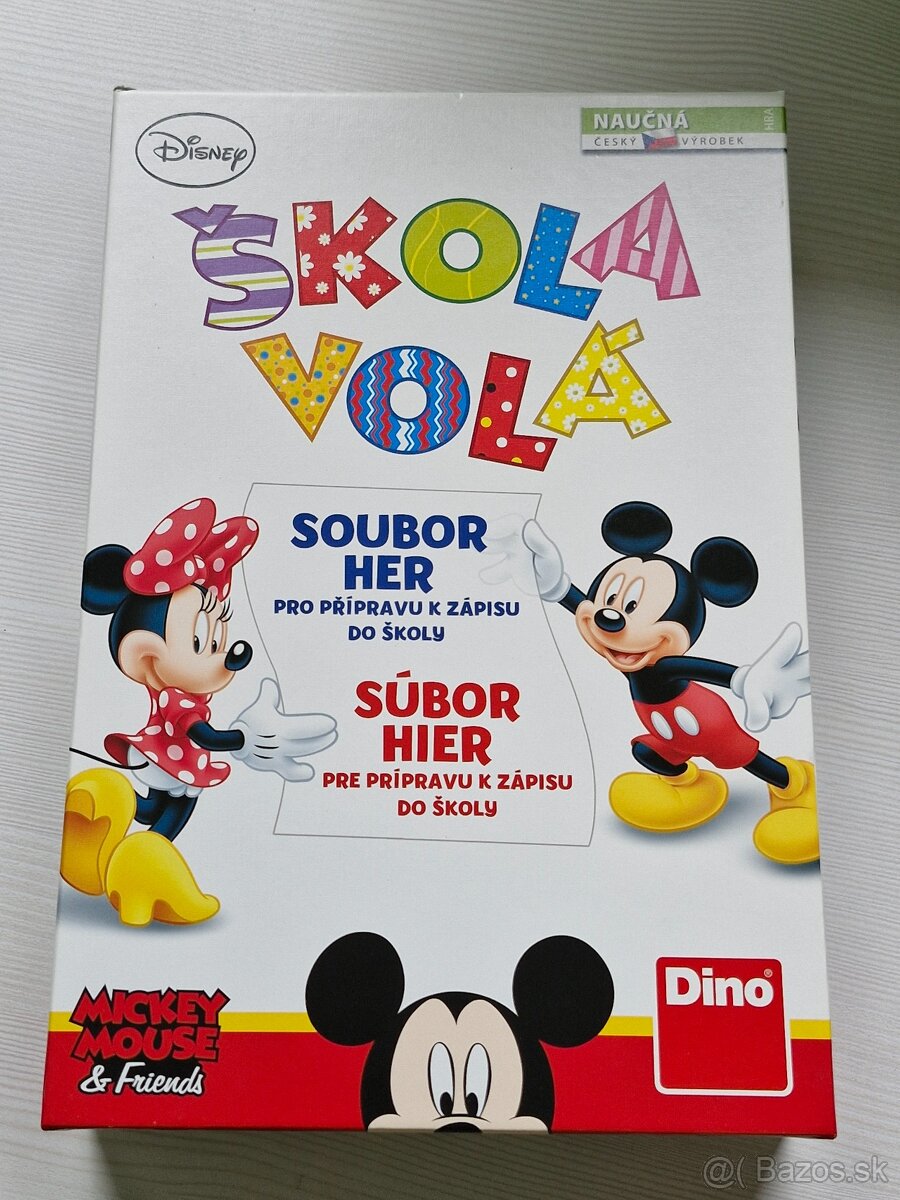 Disney
NAUČNÁ
HRA
ČESKÝ VÝROBEK
ŠKOLA
VOLÁ
SOUBOR
HER
PRO PŘÍPRAVU K ZÁPISU
DO ŠKOLY
SÚBOR
HIER
PRE PRÍPRAVU K ZÁPISU
DO ŠKOLY
MICKEY
MOUSE
& Friends
Dino®
@( Bazos.sk